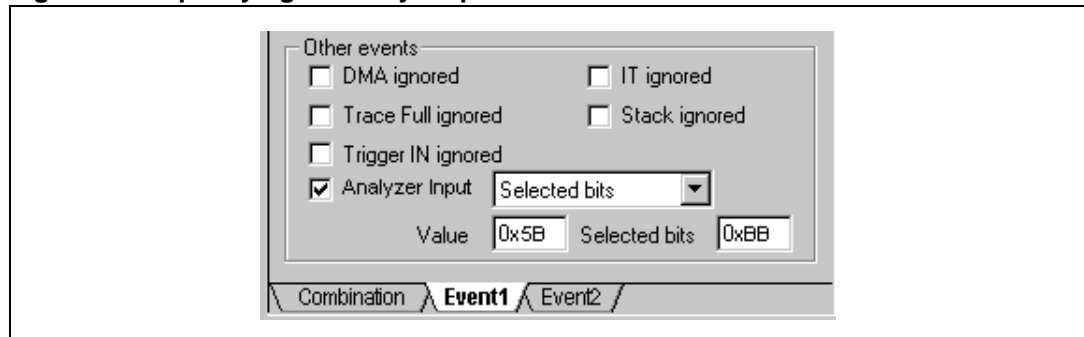 Other events
DMA ignored IT ignored
Trace Full ignored Stack ignored
Trigger IN ignored
Analyzer Input Selected bits
Value 0x5B Selected bits 0xBB
Combination Event1 Event2